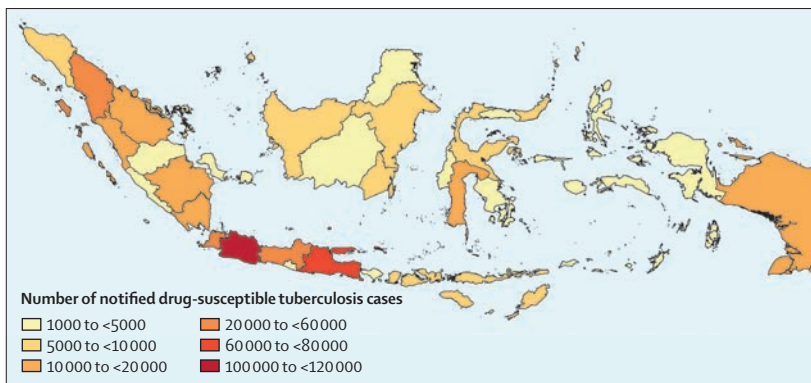 Number of notified drug-susceptible tuberculosis cases
1000 to <5000
5000 to <10 000
10 000 to <20 000
20 000 to <60 000
60 000 to <80 000
100 000 to <120 000